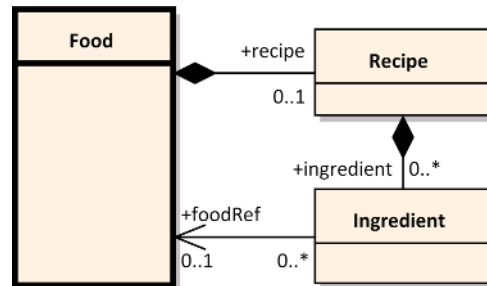 Food
+recipe
Recipe
0..1
+ingredient
0..*
+foodRef
Ingredient
0..1
0..*